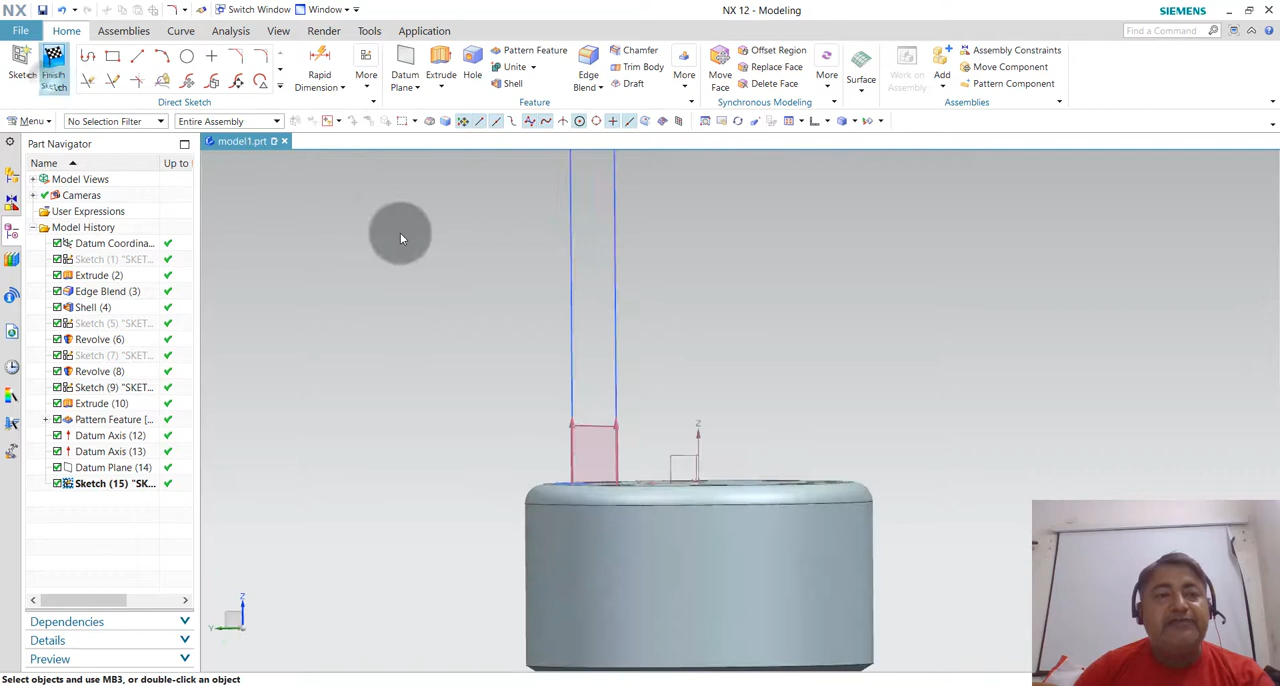 NX
Switch Window
Window
NX 12 - Modeling
SIEMENS
File
Home
Assemblies
Curve
Analysis
View
Render
Tools
Application
Find a Command
Sketch
Finish Sketch
Rapid Dimension
More
Datum Plane
Extrude
Hole
Pattern Feature
Unite
Shell
Edge Blend
Chamfer
Trim Body
Draft
More
Move Face
Offset Region
Replace Face
Delete Face
More
Surface
Work on Assembly
Add
Assembly Constraints
Move Component
Pattern Component
Direct Sketch
Feature
Synchronous Modeling
Assemblies
Menu
No Selection Filter
Entire Assembly
Part Navigator
model1.prt
Name
Up to
Model Views
Cameras
User Expressions
Model History
Datum Coordina...
Sketch (1) "SKET...
Extrude (2)
Edge Blend (3)
Shell (4)
Sketch (5) "SKET...
Revolve (6)
Sketch (7) "SKET...
Revolve (8)
Sketch (9) "SKET...
Extrude (10)
Pattern Feature [...
Datum Axis (12)
Datum Axis (13)
Datum Plane (14)
Sketch (15) "SK...
Z
Z
Y
Dependencies
Details
Preview
Select objects and use MB3, or double-click an object